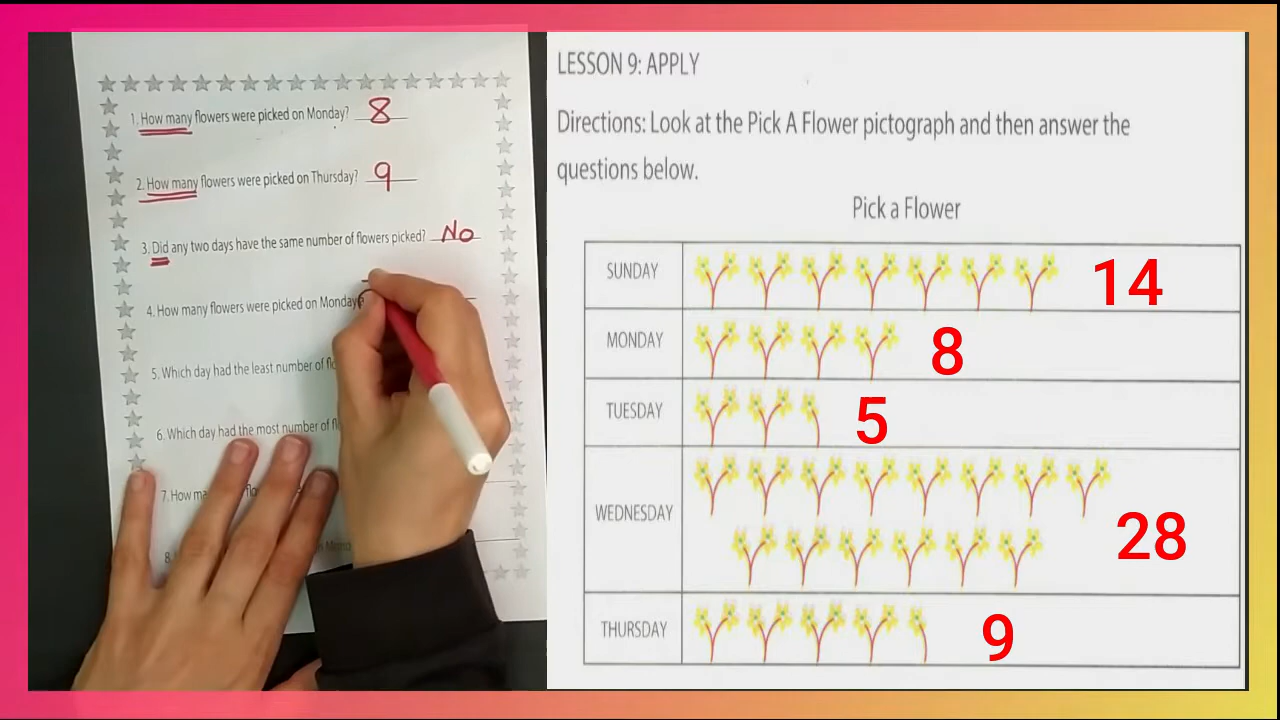 1. How many flowers were picked on Monday? 8
2. How many flowers were picked on Thursday? 9
3. Did any two days have the same number of flowers picked? No
4. How many flowers were picked on Monday
5. Which day had the least number of
6. Which day had the most number of
7. How
8.
LESSON 9: APPLY
Directions: Look at the Pick A Flower pictograph and then answer the
questions below.
Pick a Flower
SUNDAY 14
MONDAY 8
TUESDAY 5
WEDNESDAY 28
THURSDAY 9